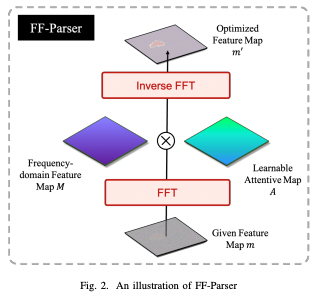 FF-Parser
Optimized
Feature Map
m′
Inverse FFT
Frequency-
domain Feature
Map M
Learnable
Attentive Map
A
FFT
Given Feature
Map m
Fig. 2. An illustration of FF-Parser